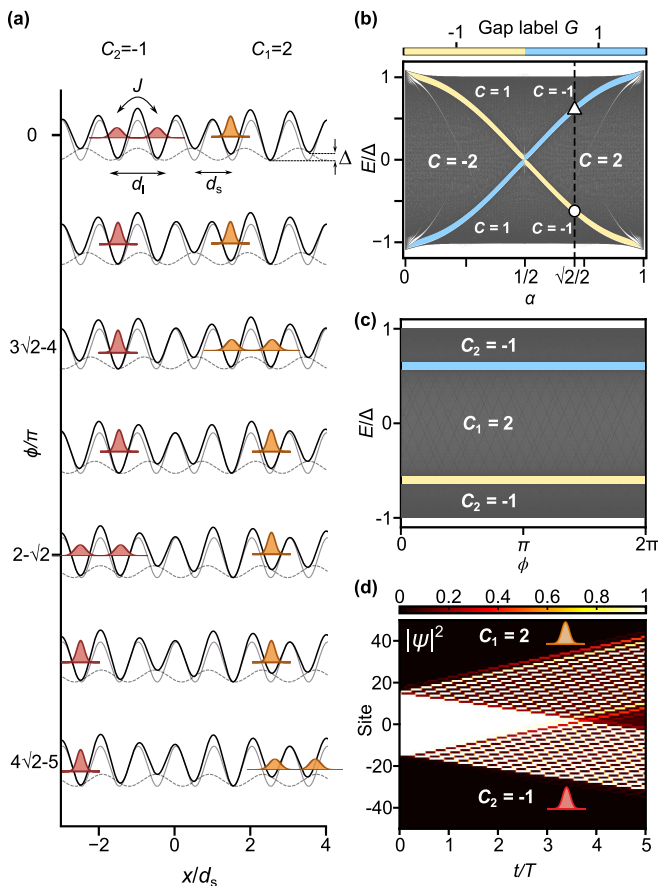 (a)
C₂=-1
C₁=2
J
0
Δ
dₗ
dₛ
3√2-4
ϕ/π
2-√2
4√2-5
−2
0
2
4
x/dₛ
(b)
Gap label G
-1
1
1
0
−1
E/Δ
C = 1
C = -1
C = -2
C = 2
C = 1
C = -1
0
1/2
√2/2
1
α
(c)
1
0
-1
E/Δ
C₂ = -1
C₁ = 2
C₂ = -1
0
π
2π
ϕ
(d)
0
0.2
0.4
0.6
0.8
1
|ψ|²
C₁ = 2
40
20
0
-20
-40
Site
C₂ = -1
0
1
2
3
4
5
t/T